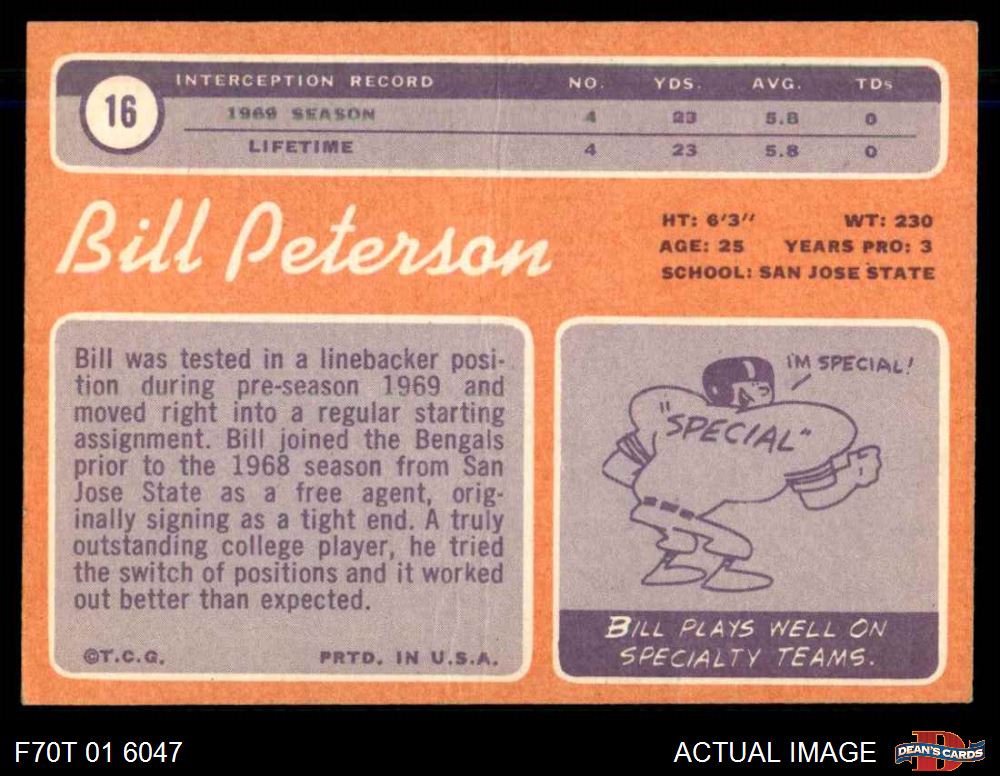 16
INTERCEPTION RECORD NO. YDS. AVG. TDs
1969 SEASON 4 23 5.8 0
LIFETIME 4 23 5.8 0
Bill Peterson
HT: 6'3" WT: 230
AGE: 25 YEARS PRO: 3
SCHOOL: SAN JOSE STATE
Bill was tested in a linebacker posi-
tion during pre-season 1969 and
moved right into a regular starting
assignment. Bill joined the Bengals
prior to the 1968 season from San
Jose State as a free agent, orig-
inally signing as a tight end. A truly
outstanding college player, he tried
the switch of positions and it worked
out better than expected.
©T.C.G. PRTD. IN U.S.A.
I'M SPECIAL!
"SPECIAL"
BILL PLAYS WELL ON
SPECIALTY TEAMS.
F70T 01 6047
ACTUAL IMAGE
DEAN'S CARDS